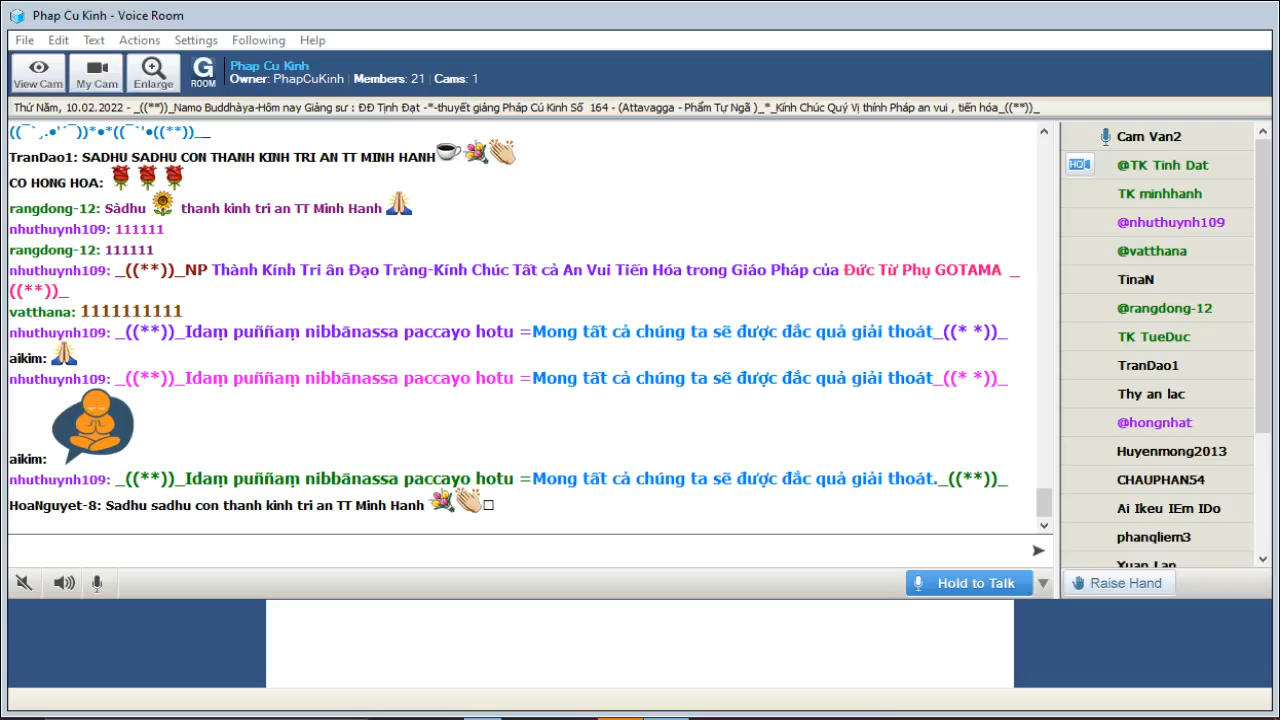 Phap Cu Kinh - Voice Room
File Edit Text Actions Settings Following Help
View Cam My Cam Enlarge G ROOM
Phap Cu Kinh
Owner: PhapCuKinh | Members: 21 | Cams: 1
Thứ Năm, 10.02.2022 - _((**))_Namo Buddhàya-Hôm nay Giảng sư : ĐĐ Tịnh Đạt -*-thuyết giảng Pháp Cú Kinh Số 164 - (Attavagga - Phẩm Tự Ngã )_*_Kính Chúc Quý Vị thính Pháp an vui , tiến hóa_((**))_
((¯`¸.•'´¯))*•*((¯`'•((**))__
TranDao1: SADHU SADHU CON THANH KINH TRI AN TT MINH HANH
CO HONG HOA:
rangdong-12: Sàdhu thanh kinh tri an TT Minh Hanh
nhuthuynh109: 111111
rangdong-12: 111111
nhuthuynh109: _((**))_NP Thành Kính Tri ân Đạo Tràng-Kính Chúc Tất cả An Vui Tiến Hóa trong Giáo Pháp của Đức Từ Phụ GOTAMA _
((**))_
vatthana: 1111111111
nhuthuynh109: _((**))_Idaṃ puññaṃ nibbānassa paccayo hotu =Mong tất cả chúng ta sẽ được đắc quả giải thoát_((* *))_
aikim:
nhuthuynh109: _((**))_Idaṃ puññaṃ nibbānassa paccayo hotu =Mong tất cả chúng ta sẽ được đắc quả giải thoát_((* *))_
aikim:
nhuthuynh109: _((**))_Idaṃ puññaṃ nibbānassa paccayo hotu =Mong tất cả chúng ta sẽ được đắc quả giải thoát._((**))_
HoaNguyet-8: Sadhu sadhu con thanh kinh tri an TT Minh Hanh
Hold to Talk
Cam Van2
HD @TK Tinh Dat
TK minhhanh
@nhuthuynh109
@vatthana
TinaN
@rangdong-12
TK TueDuc
TranDao1
Thy an lac
@hongnhat
Huyenmong2013
CHAUPHAN54
Ai Ikeu IEm IDo
phanqliem3
Xuan Lan
Raise Hand